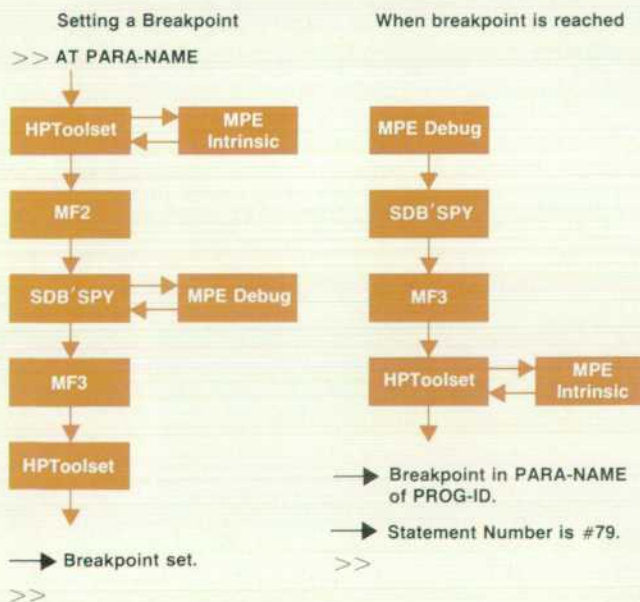 Setting a Breakpoint
>> AT PARA-NAME
HPToolset
MPE
Intrinsic
MF2
SDB'SPY
MPE Debug
MF3
HPToolset
Breakpoint set.
>>
When breakpoint is reached
MPE Debug
SDB'SPY
MF3
HPToolset
MPE
Intrinsic
Breakpoint in PARA-NAME
of PROG-ID.
Statement Number is #79.
>>